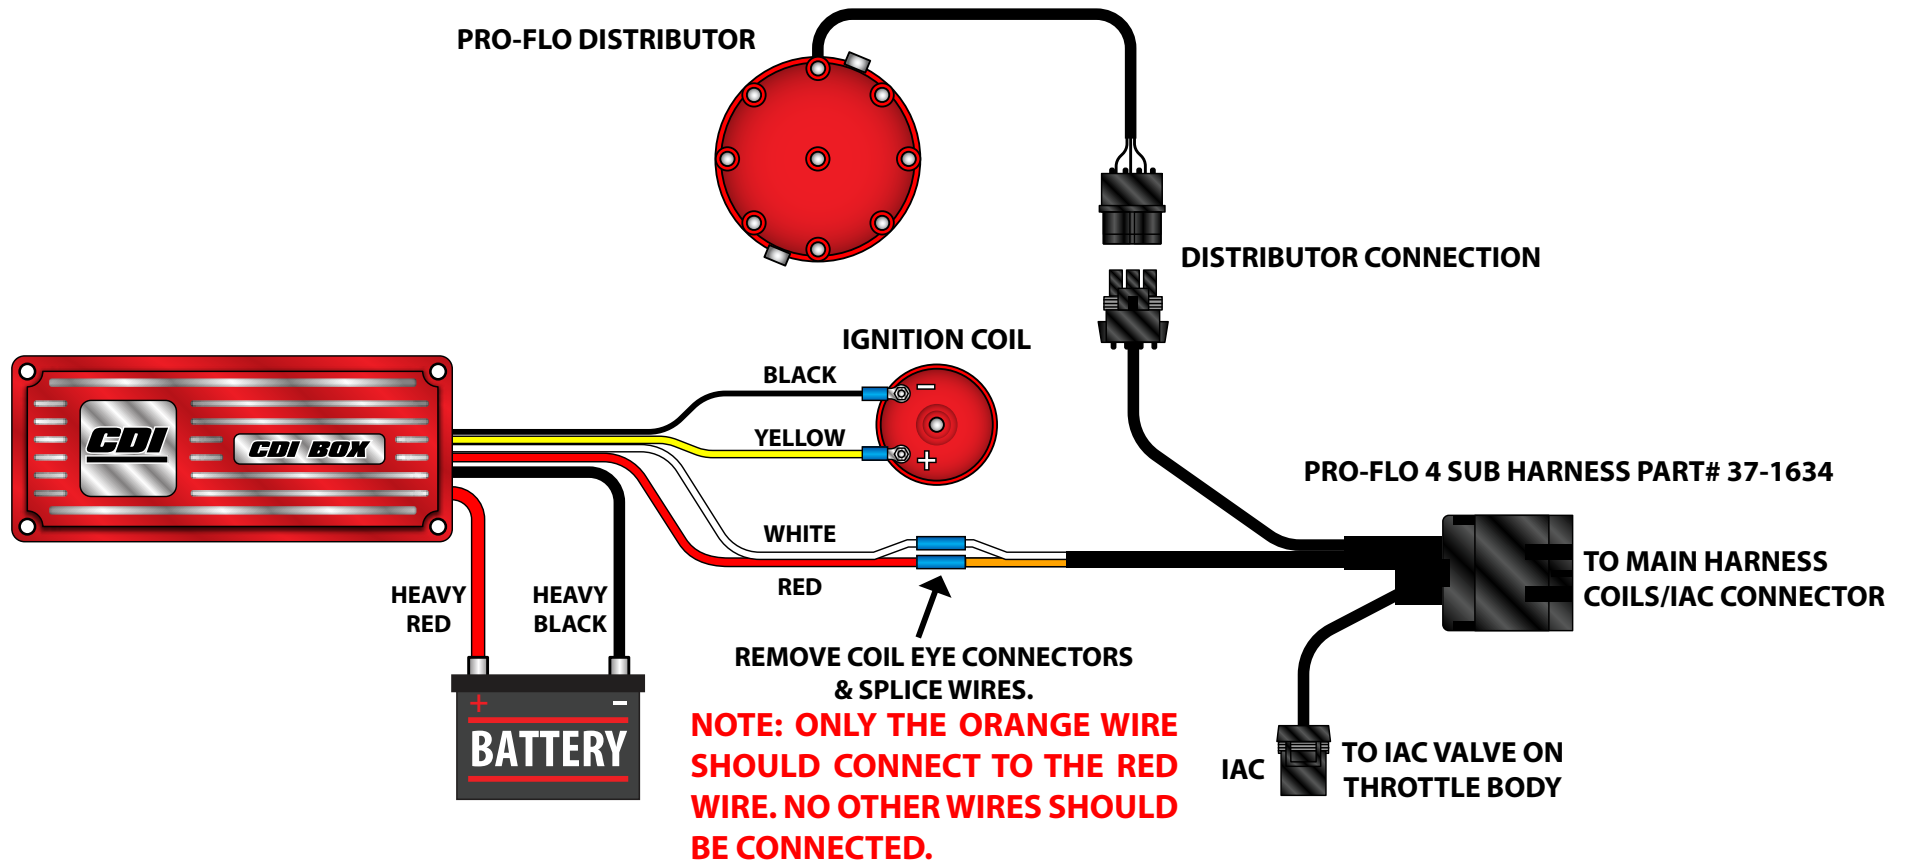 PRO-FLO DISTRIBUTOR
DISTRIBUTOR CONNECTION
IGNITION COIL
BLACK
−
YELLOW
+
CDI
CDI BOX
PRO-FLO 4 SUB HARNESS PART# 37-1634
WHITE
RED
TO MAIN HARNESS
COILS/IAC CONNECTOR
HEAVY
RED
HEAVY
BLACK
REMOVE COIL EYE CONNECTORS
& SPLICE WIRES.
NOTE: ONLY THE ORANGE WIRE
SHOULD CONNECT TO THE RED
WIRE. NO OTHER WIRES SHOULD
BE CONNECTED.
+ −
BATTERY
IAC
TO IAC VALVE ON
THROTTLE BODY